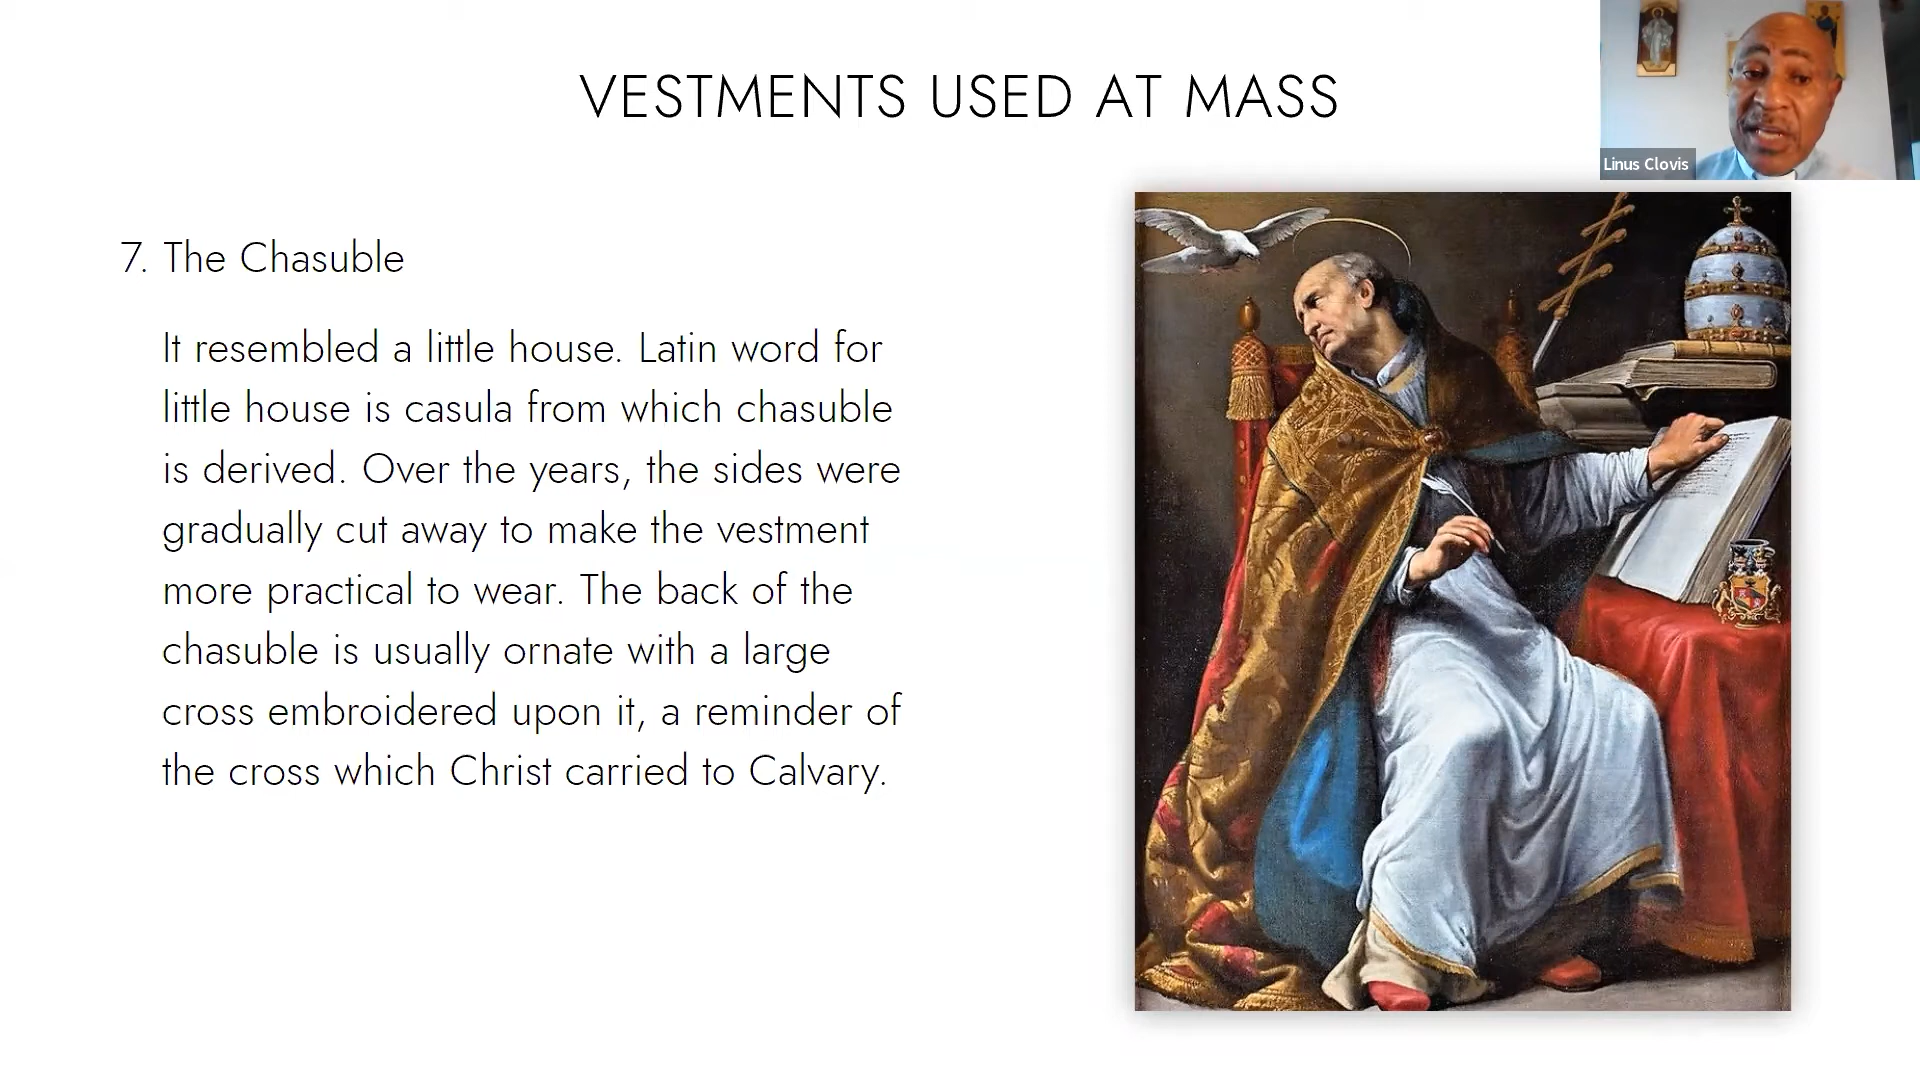 VESTMENTS USED AT MASS
Linus Clovis
7. The Chasuble
It resembled a little house. Latin word for
little house is casula from which chasuble
is derived. Over the years, the sides were
gradually cut away to make the vestment
more practical to wear. The back of the
chasuble is usually ornate with a large
cross embroidered upon it, a reminder of
the cross which Christ carried to Calvary.